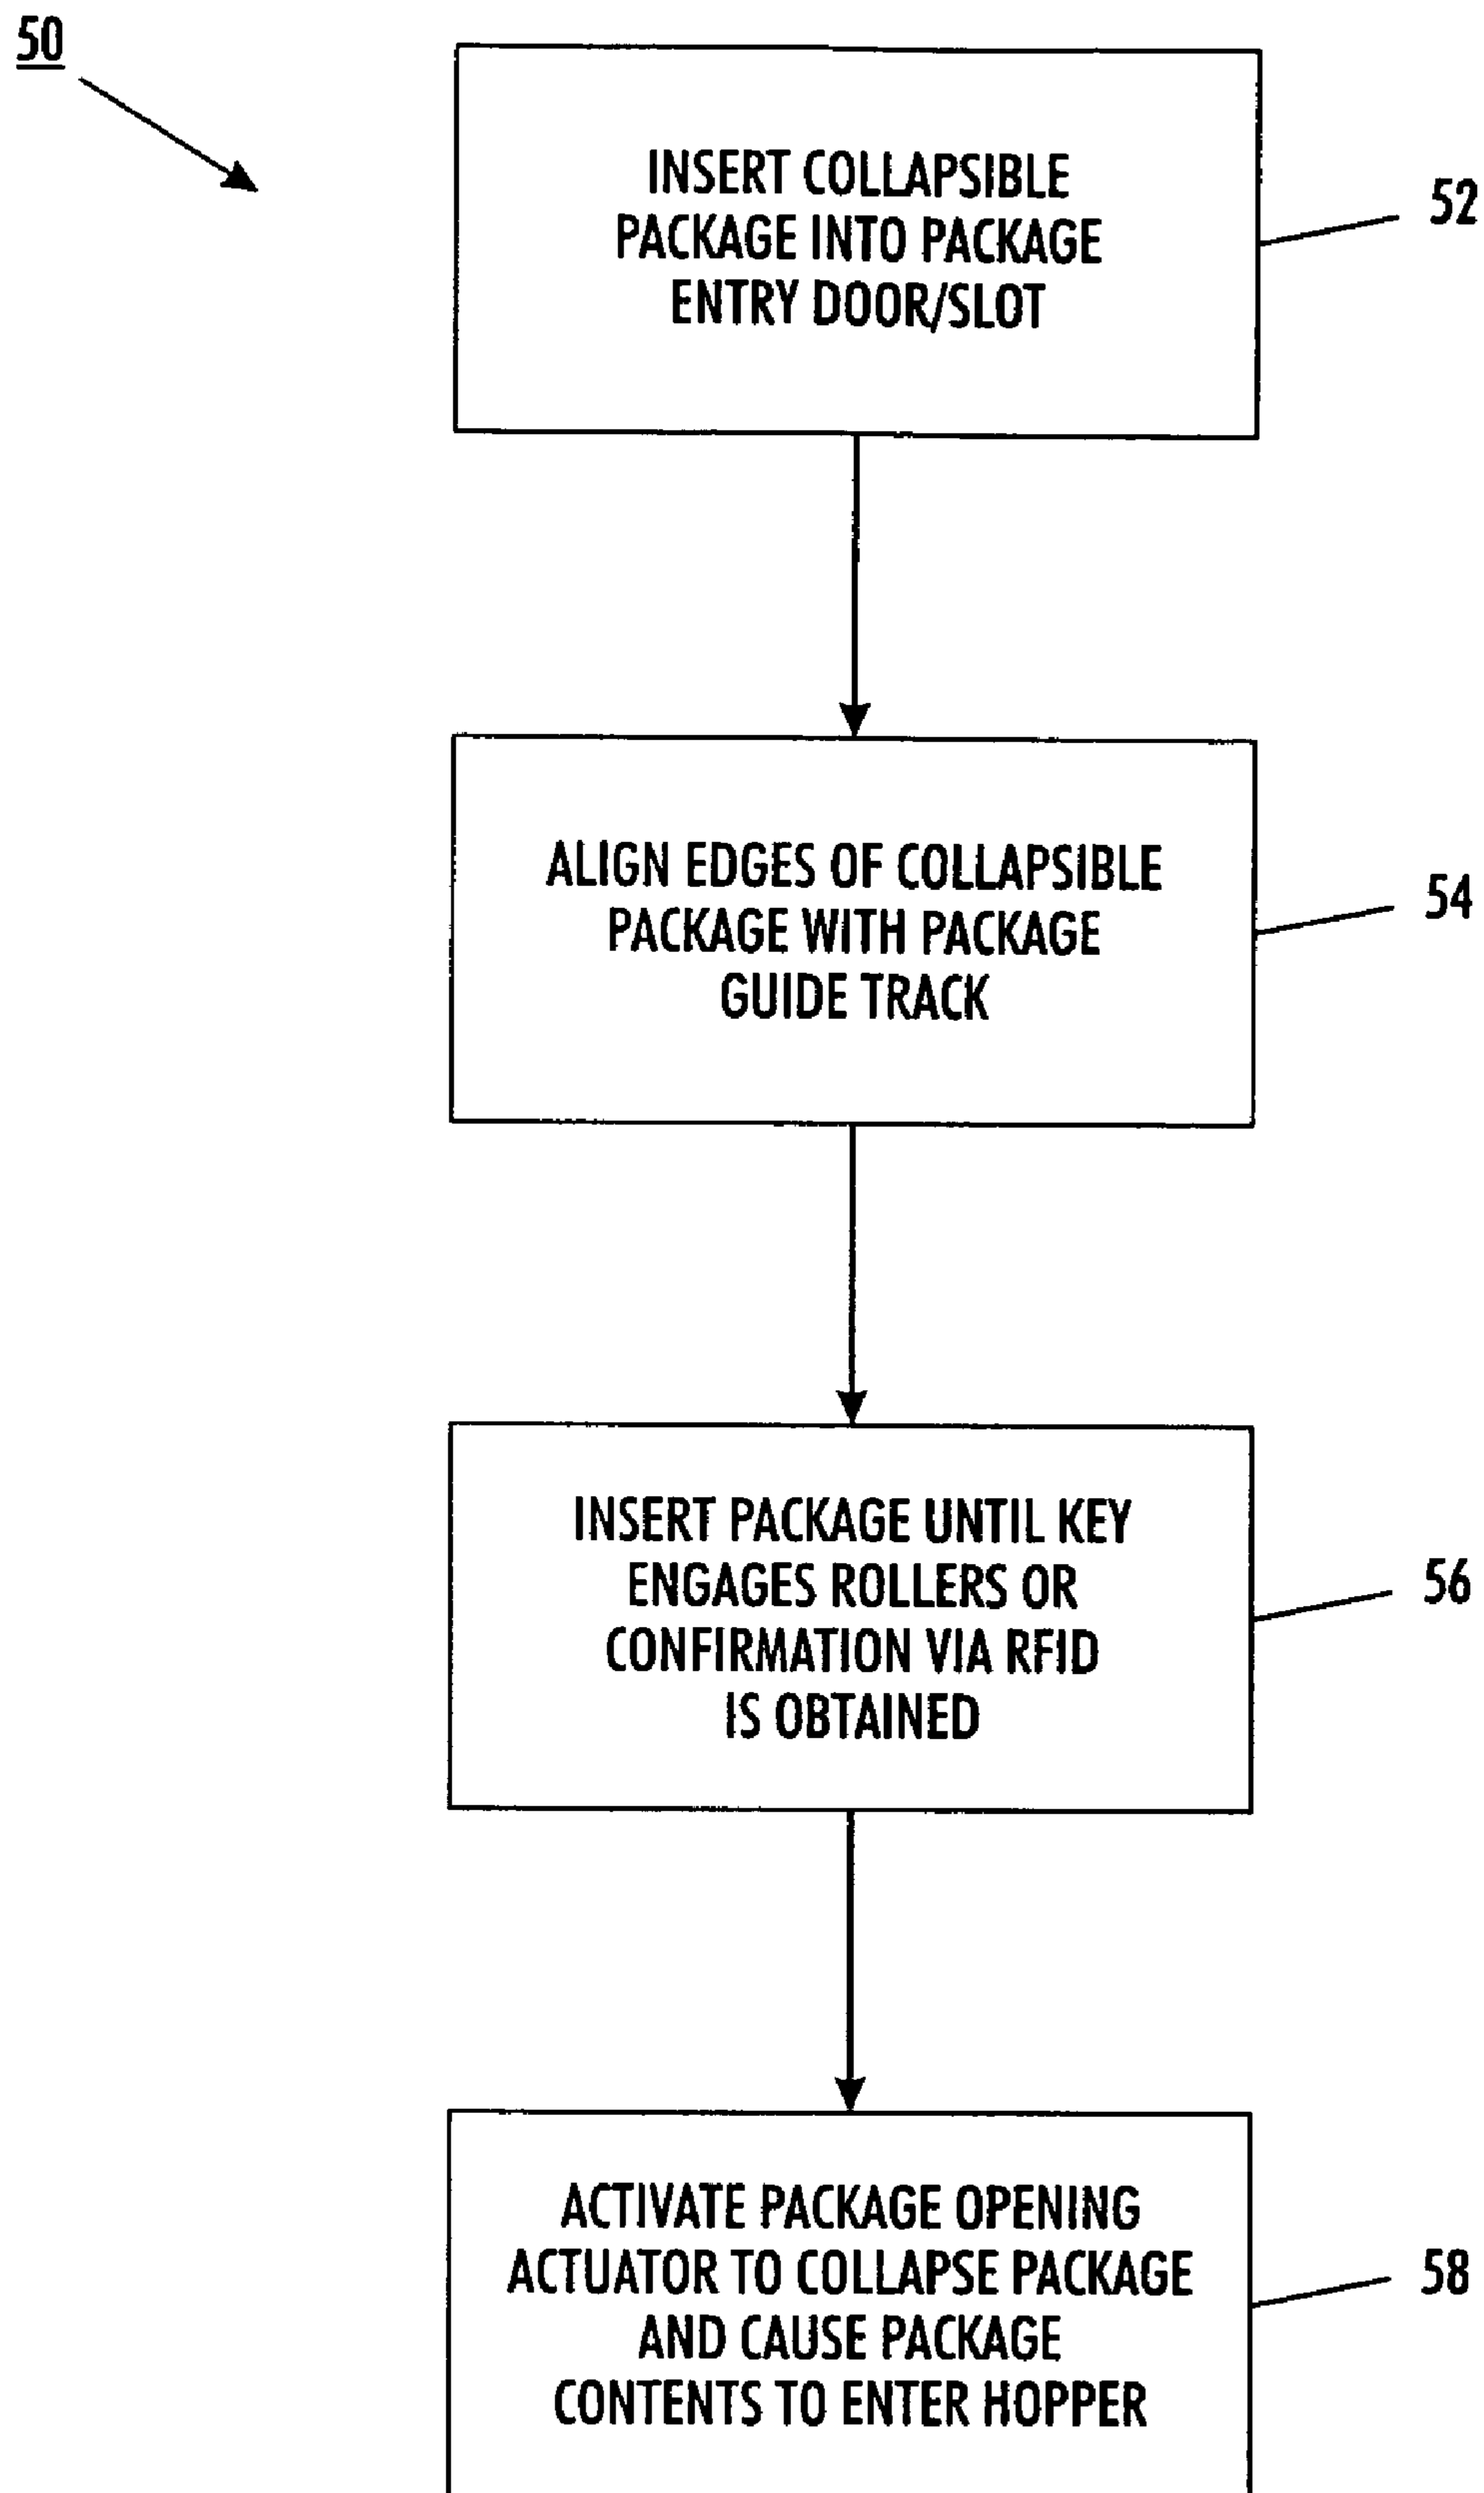 50
INSERT COLLAPSIBLE
PACKAGE INTO PACKAGE
ENTRY DOOR/SLOT
52
ALIGN EDGES OF COLLAPSIBLE
PACKAGE WITH PACKAGE
GUIDE TRACK
54
INSERT PACKAGE UNTIL KEY
ENGAGES ROLLERS OR
CONFIRMATION VIA RFID
IS OBTAINED
56
ACTIVATE PACKAGE OPENING
ACTUATOR TO COLLAPSE PACKAGE
AND CAUSE PACKAGE
CONTENTS TO ENTER HOPPER
58